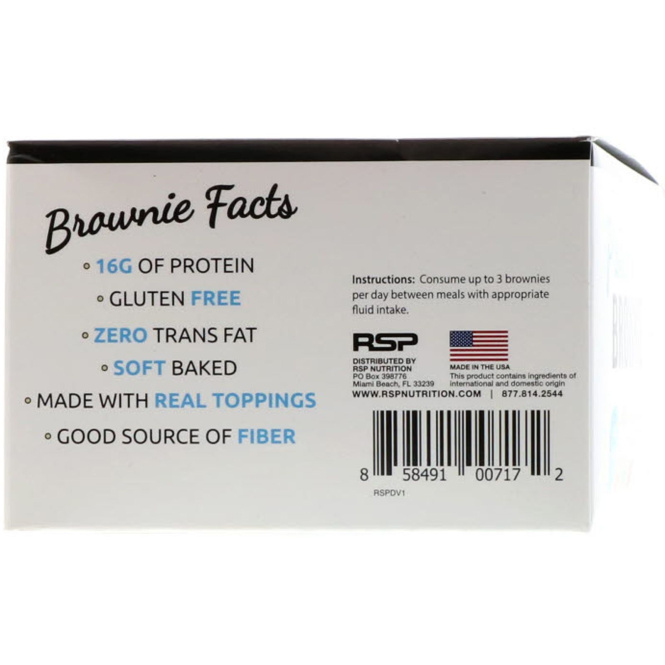 Brownie Facts
16G OF PROTEIN
GLUTEN FREE
ZERO TRANS FAT
SOFT BAKED
MADE WITH REAL TOPPINGS
GOOD SOURCE OF FIBER
Instructions: Consume up to 3 brownies
per day between meals with appropriate
fluid intake.
RSP
DISTRIBUTED BY
RSP NUTRITION
PO Box 398776
Miami Beach, FL 33239
MADE IN THE USA
This product contains ingredients of
international and domestic origin
WWW.RSPNUTRITION.COM | 877.814.2544
8 58491 00717 2
RSPDV1